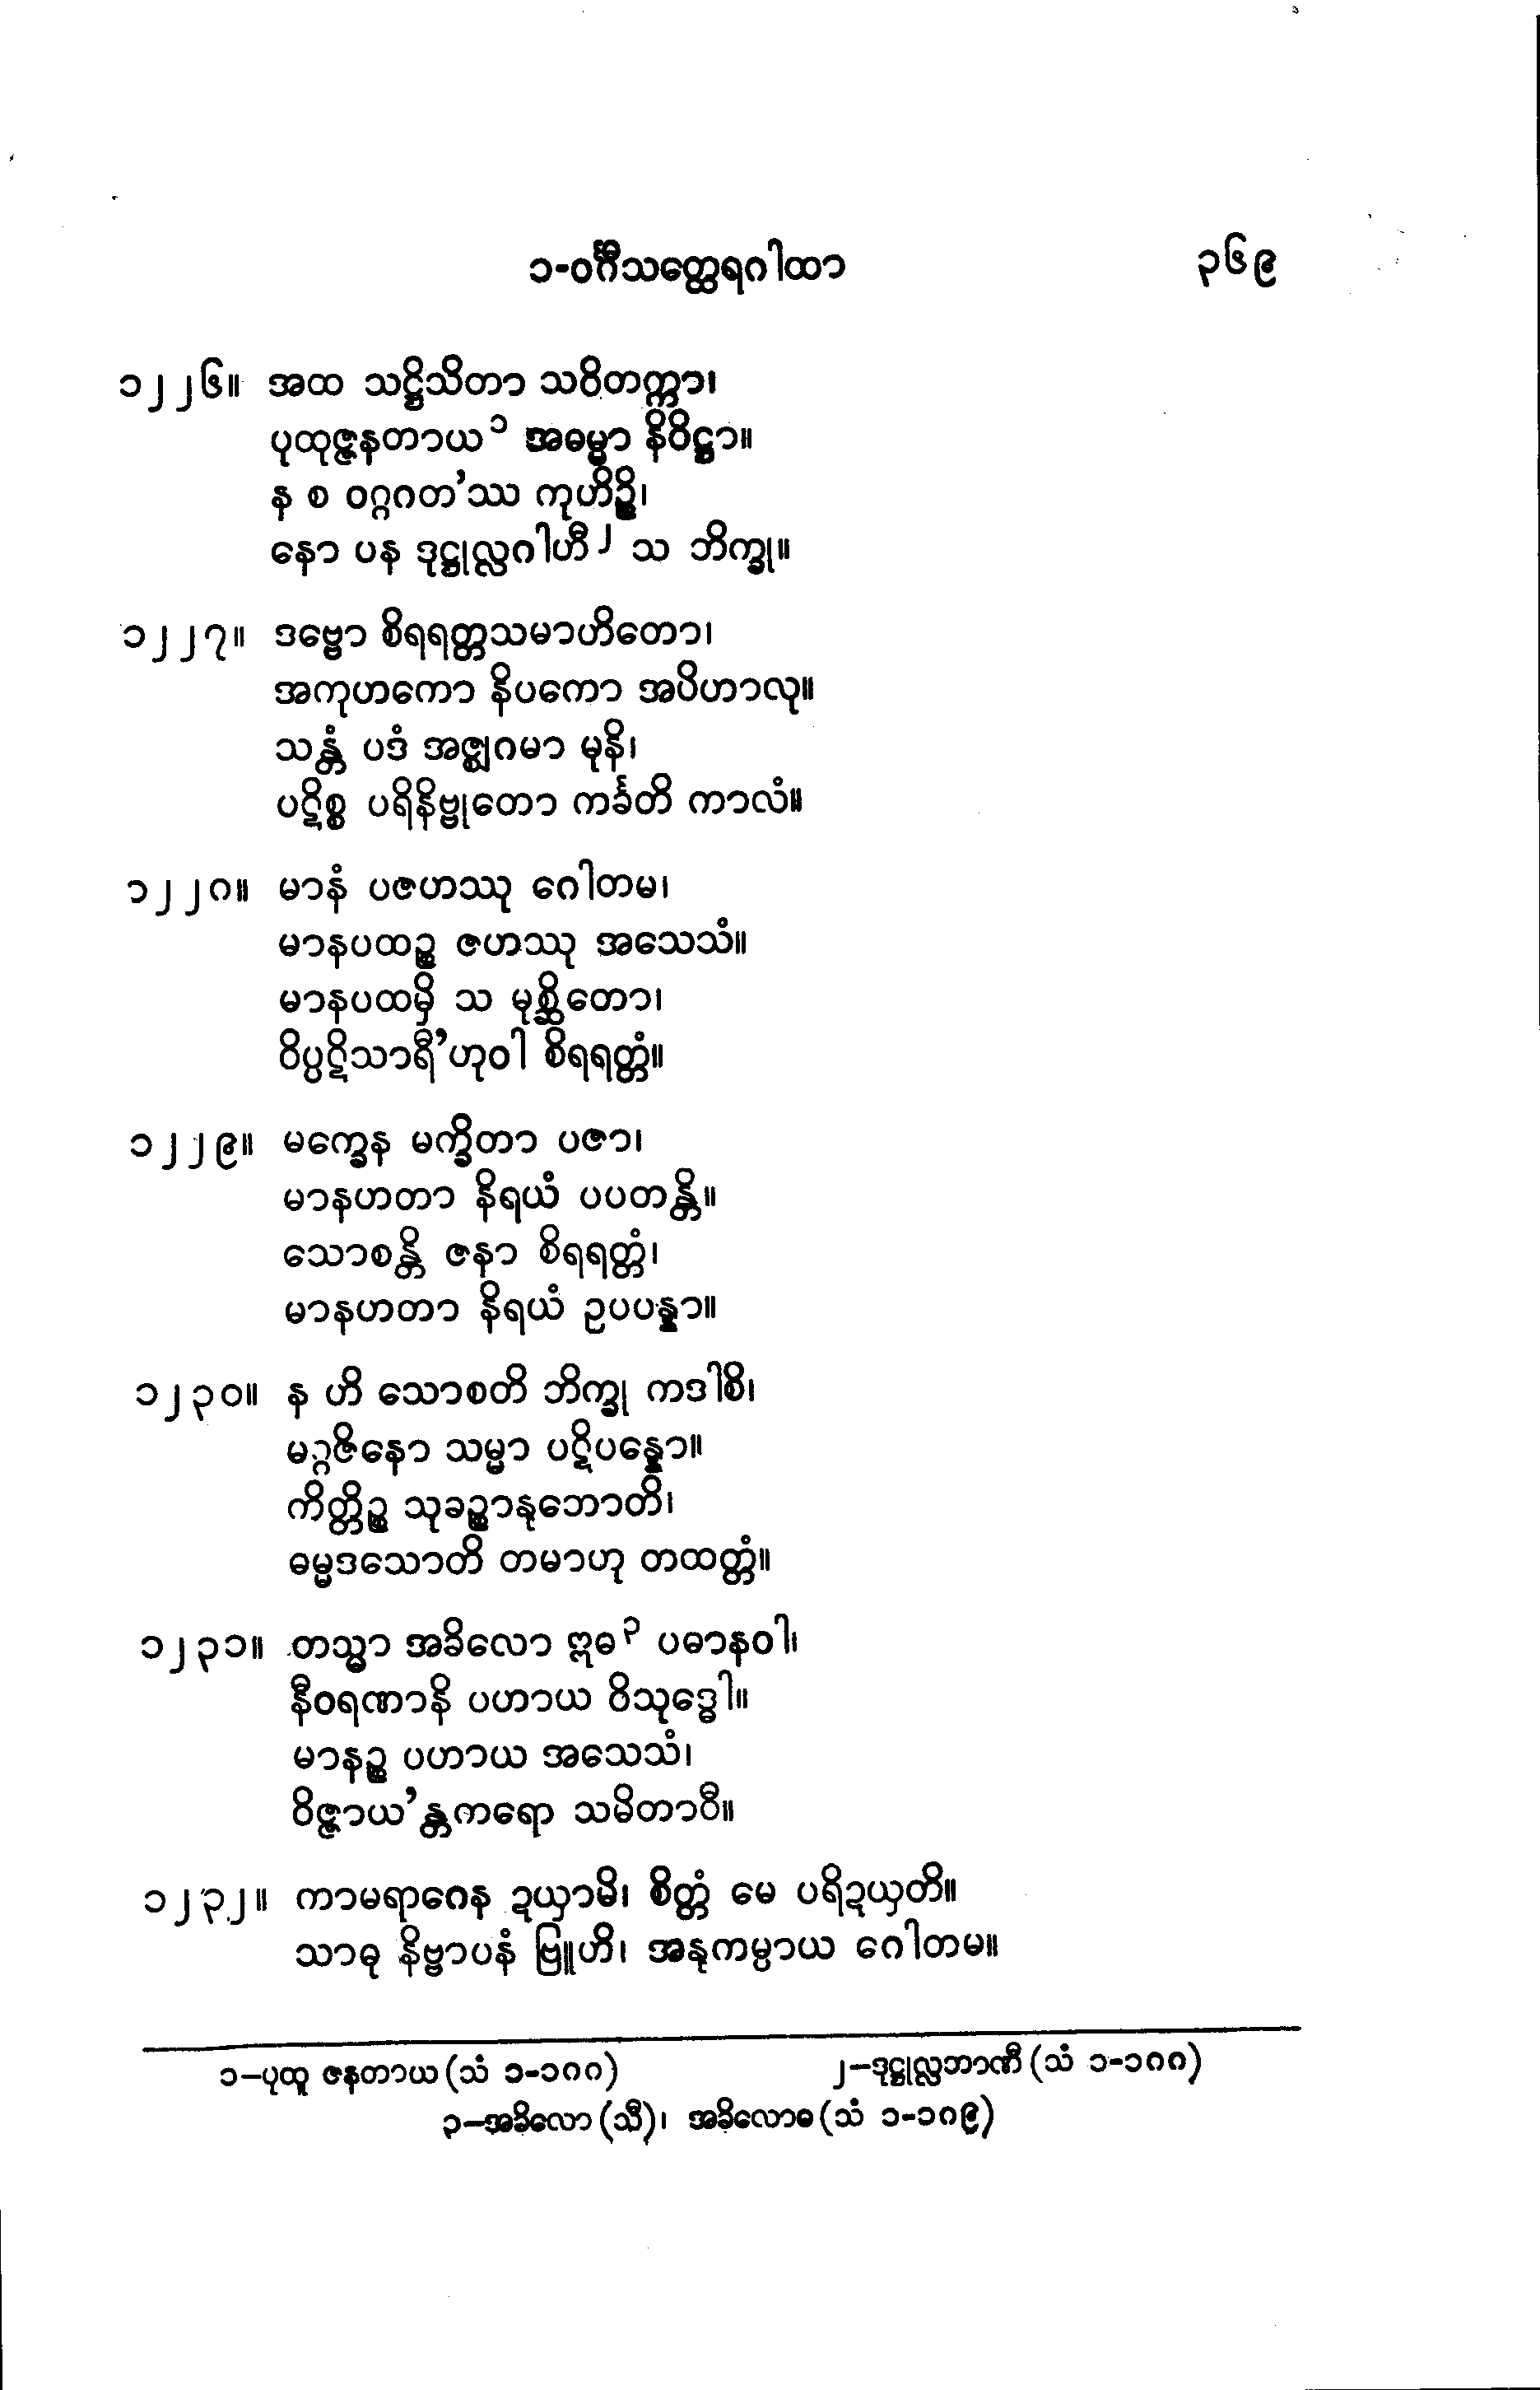 ၁-ဝင်္ဂီသတ္ထေရဂါထာ ၃၆၉
၁၂၂၆။ အထ သဋ္ဌိသိတာ သဝိတက္ကာ၊
ပုထုဇ္ဇနတာယ၁ အဓမ္မာ နိဝိဋ္ဌာ။
န စ ဝဂ္ဂဂတ’ဿ ကုဟိဉ္စိ၊
နော ပန ဒုဋ္ဌုလ္လဂါဟီ၂ သ ဘိက္ခု။
၁၂၂၇။ ဒဗ္ဗော စိရရတ္တသမာဟိတော၊
အကုဟကော နိပကော အပိဟာလု။
သန္တံ ပဒံ အဇ္ဈဂမာ မုနိ၊
ပဋိစ္စ ပရိနိဗ္ဗုတော ကင်္ခတိ ကာလံ။
၁၂၂၈။ မာနံ ပဇဟဿု ဂေါတမ၊
မာနပထဉ္စ ဇဟဿု အသေသံ။
မာနပထမှိ သ မုစ္ဆိတော၊
ဝိပ္ပဋိသာရီ’ဟုဝါ စိရရတ္တံ။
၁၂၂၉။ မက္ခေန မက္ခိတာ ပဇာ၊
မာနဟတာ နိရယံ ပပတန္တိ။
သောစန္တိ ဇနာ စိရရတ္တံ၊
မာနဟတာ နိရယံ ဥပပန္နာ။
၁၂၃၀။ န ဟိ သောစတိ ဘိက္ခု ကဒါစိ၊
မဂ္ဂဇိနော သမ္မာ ပဋိပန္နော။
ကိတ္တိဉ္စ သုခဉ္စာနုဘောတိ၊
ဓမ္မဒသောတိ တမာဟု တထတ္တံ။
၁၂၃၁။ တသ္မာ အခိလော ဣဓ၃ ပဓာနဝါ၊
နီဝရဏာနိ ပဟာယ ဝိသုဒ္ဓေါ။
မာနဉ္စ ပဟာယ အသေသံ၊
ဝိဇ္ဇာယ’န္တကရော သမိတာဝီ။
၁၂၃၂။ ကာမရာဂေန ဍယှာမိ၊ စိတ္တံ မေ ပရိဍယှတိ။
သာဓု နိဗ္ဗာပနံ ဗြူဟိ၊ အနုကမ္ပာယ ဂေါတမ။
၁–ပုထူ ဇနတာယ (သံ ၁-၁၈၈) ၂–ဒုဋ္ဌုလ္လဘာဏီ (သံ ၁-၁၈၈)
၃–အခိလော (သီ)၊ အခိလောဓ (သံ ၁-၁၈၉)